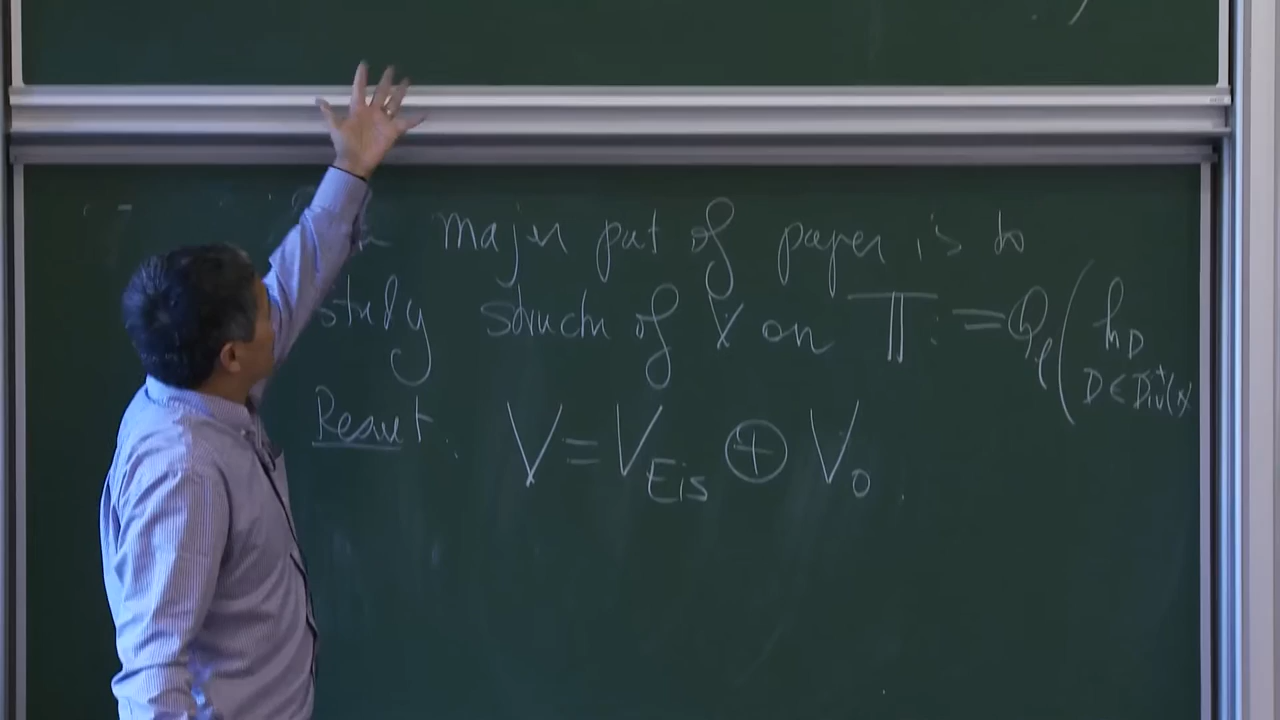 major part of paper is to
study structure of V on 𝕋 := ℚ_ℓ ( h_D
D ∈ Div⁺(X)
Result: V = V_Eis ⊕ V_0.